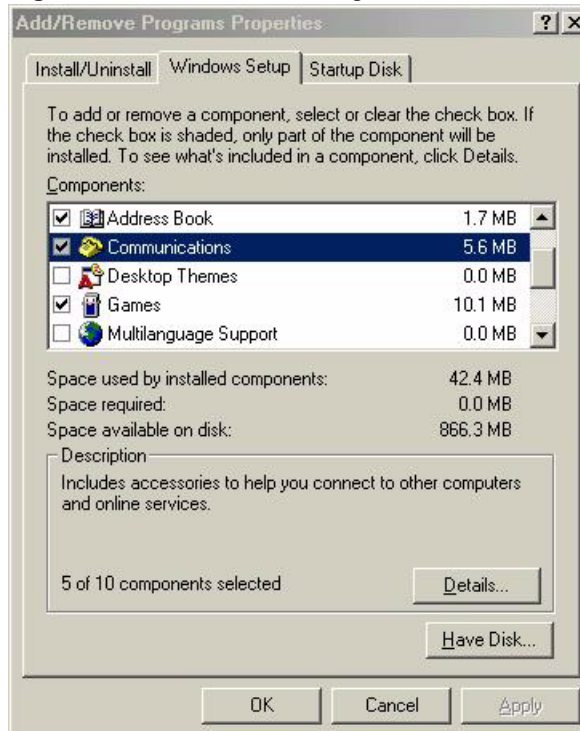 Add/Remove Programs Properties
Install/Uninstall Windows Setup Startup Disk
To add or remove a component, select or clear the check box. If
the check box is shaded, only part of the component will be
installed. To see what's included in a component, click Details.
Components:
Address Book 1.7 MB
Communications 5.6 MB
Desktop Themes 0.0 MB
Games 10.1 MB
Multilanguage Support 0.0 MB
Space used by installed components: 42.4 MB
Space required: 0.0 MB
Space available on disk: 866.3 MB
Description
Includes accessories to help you connect to other computers
and online services.
5 of 10 components selected
Details...
Have Disk...
OK Cancel Apply